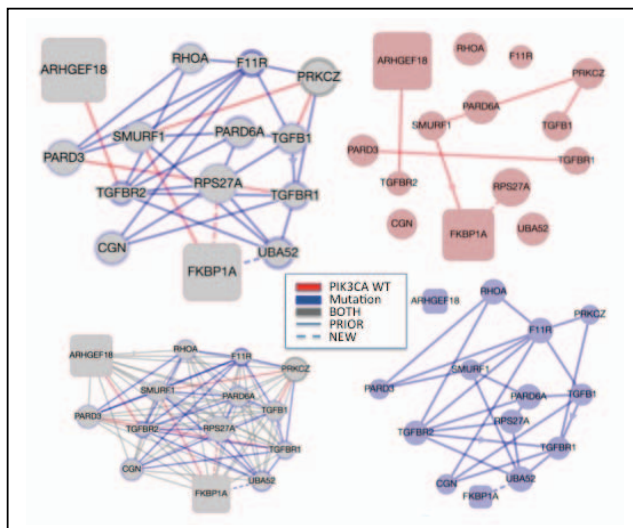 RHOA
F11R
ARHGEF18
PRKCZ
SMURF1
PARD6A
TGFB1
PARD3
RPS27A
TGFBR2
TGFBR1
CGN
UBA52
FKBP1A
RHOA
F11R
ARHGEF18
PRKCZ
PARD6A
SMURF1
TGFB1
PARD3
TGFBR1
TGFBR2
RPS27A
CGN
FKBP1A
UBA52
PIK3CA WT
Mutation
BOTH
PRIOR
NEW
RHOA
ARHGEF18
F11R
PRKCZ
SMURF1
PARD6A
PARD3
TGFB1
TGFBR2
RPS27A
TGFBR1
CGN
UBA52
FKBP1A
RHOA
ARHGEF18
PRKCZ
F11R
SMURF1
PARD3
PARD6A
TGFB1
RPS27A
TGFBR2
TGFBR1
CGN
UBA52
FKBP1A